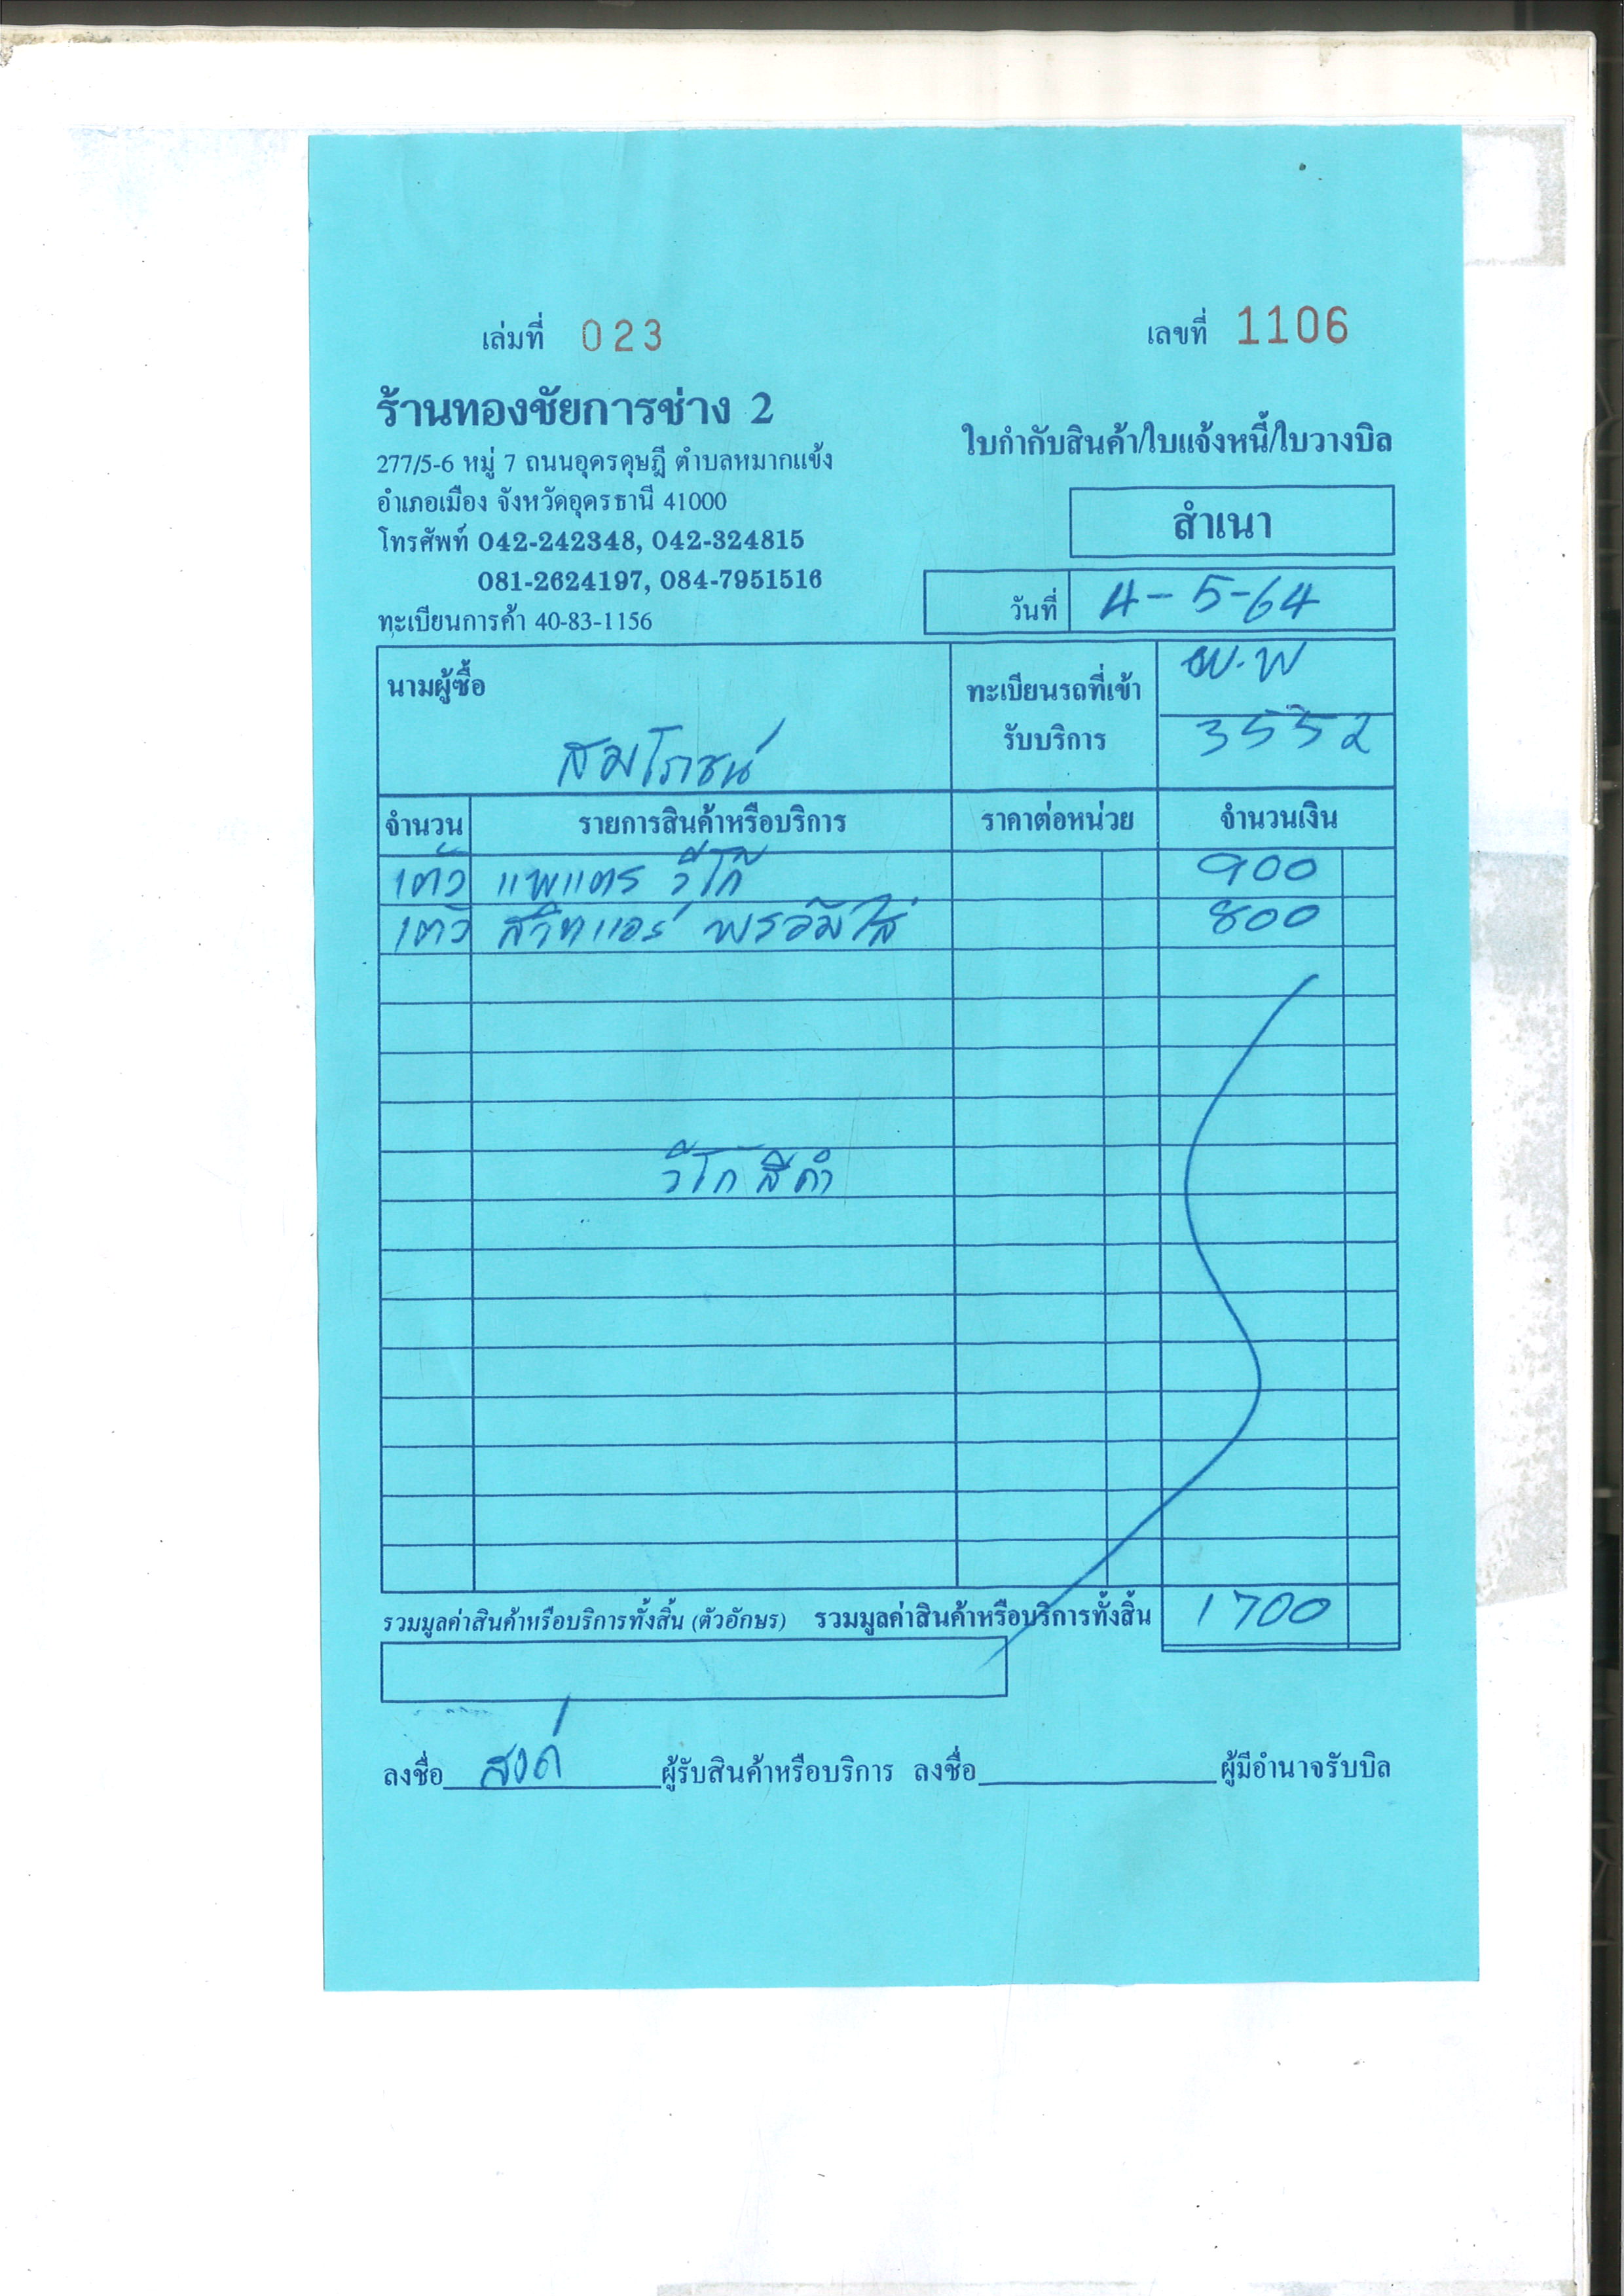 เล่มที่ 023
เลขที่ 1106
ร้านทองชัยการช่าง 2
277/5-6 หมู่ 7 ถนนอุดรดุษฎี ตำบลหมากแข้ง
อำเภอเมือง จังหวัดอุดรธานี 41000
โทรศัพท์ 042-242348, 042-324815
081-2624197, 084-7951516
ทะเบียนการค้า 40-83-1156
ใบกำกับสินค้า/ใบแจ้งหนี้/ใบวางบิล
สำเนา
วันที่ 4-5-64
นามผู้ซื้อ
สมโรจน์
ทะเบียนรถที่เข้า
รับบริการ
3552
จำนวน รายการสินค้าหรือบริการ ราคาต่อหน่วย จำนวนเงิน
1ตัว แพแตร วีโก้ 900
1ตัว สวิทแอร์ พร้อมใส่ 800
วีโก้ สีดำ
รวมมูลค่าสินค้าหรือบริการทั้งสิ้น (ตัวอักษร) รวมมูลค่าสินค้าหรือบริการทั้งสิ้น 1700
ลงชื่อ ผู้รับสินค้าหรือบริการ ลงชื่อ ผู้มีอำนาจรับบิล